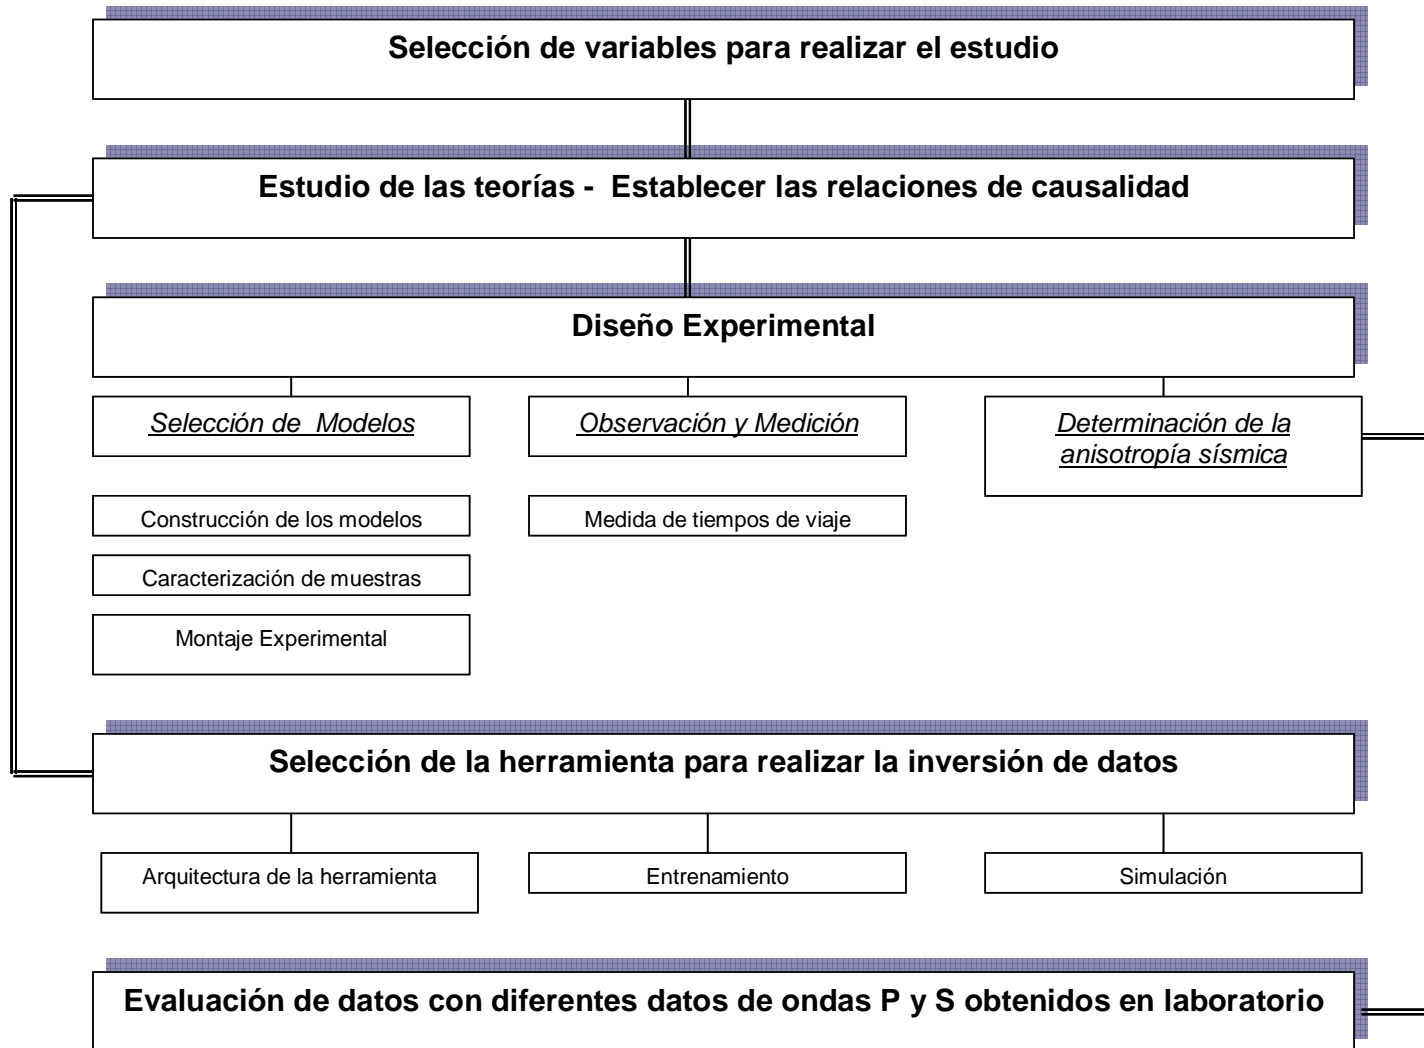 Selección de variables para realizar el estudio
Estudio de las teorías - Establecer las relaciones de causalidad
Diseño Experimental
Selección de Modelos
Observación y Medición
Determinación de la
anisotropía sísmica
Construcción de los modelos
Medida de tiempos de viaje
Caracterización de muestras
Montaje Experimental
Selección de la herramienta para realizar la inversión de datos
Arquitectura de la herramienta
Entrenamiento
Simulación
Evaluación de datos con diferentes datos de ondas P y S obtenidos en laboratorio